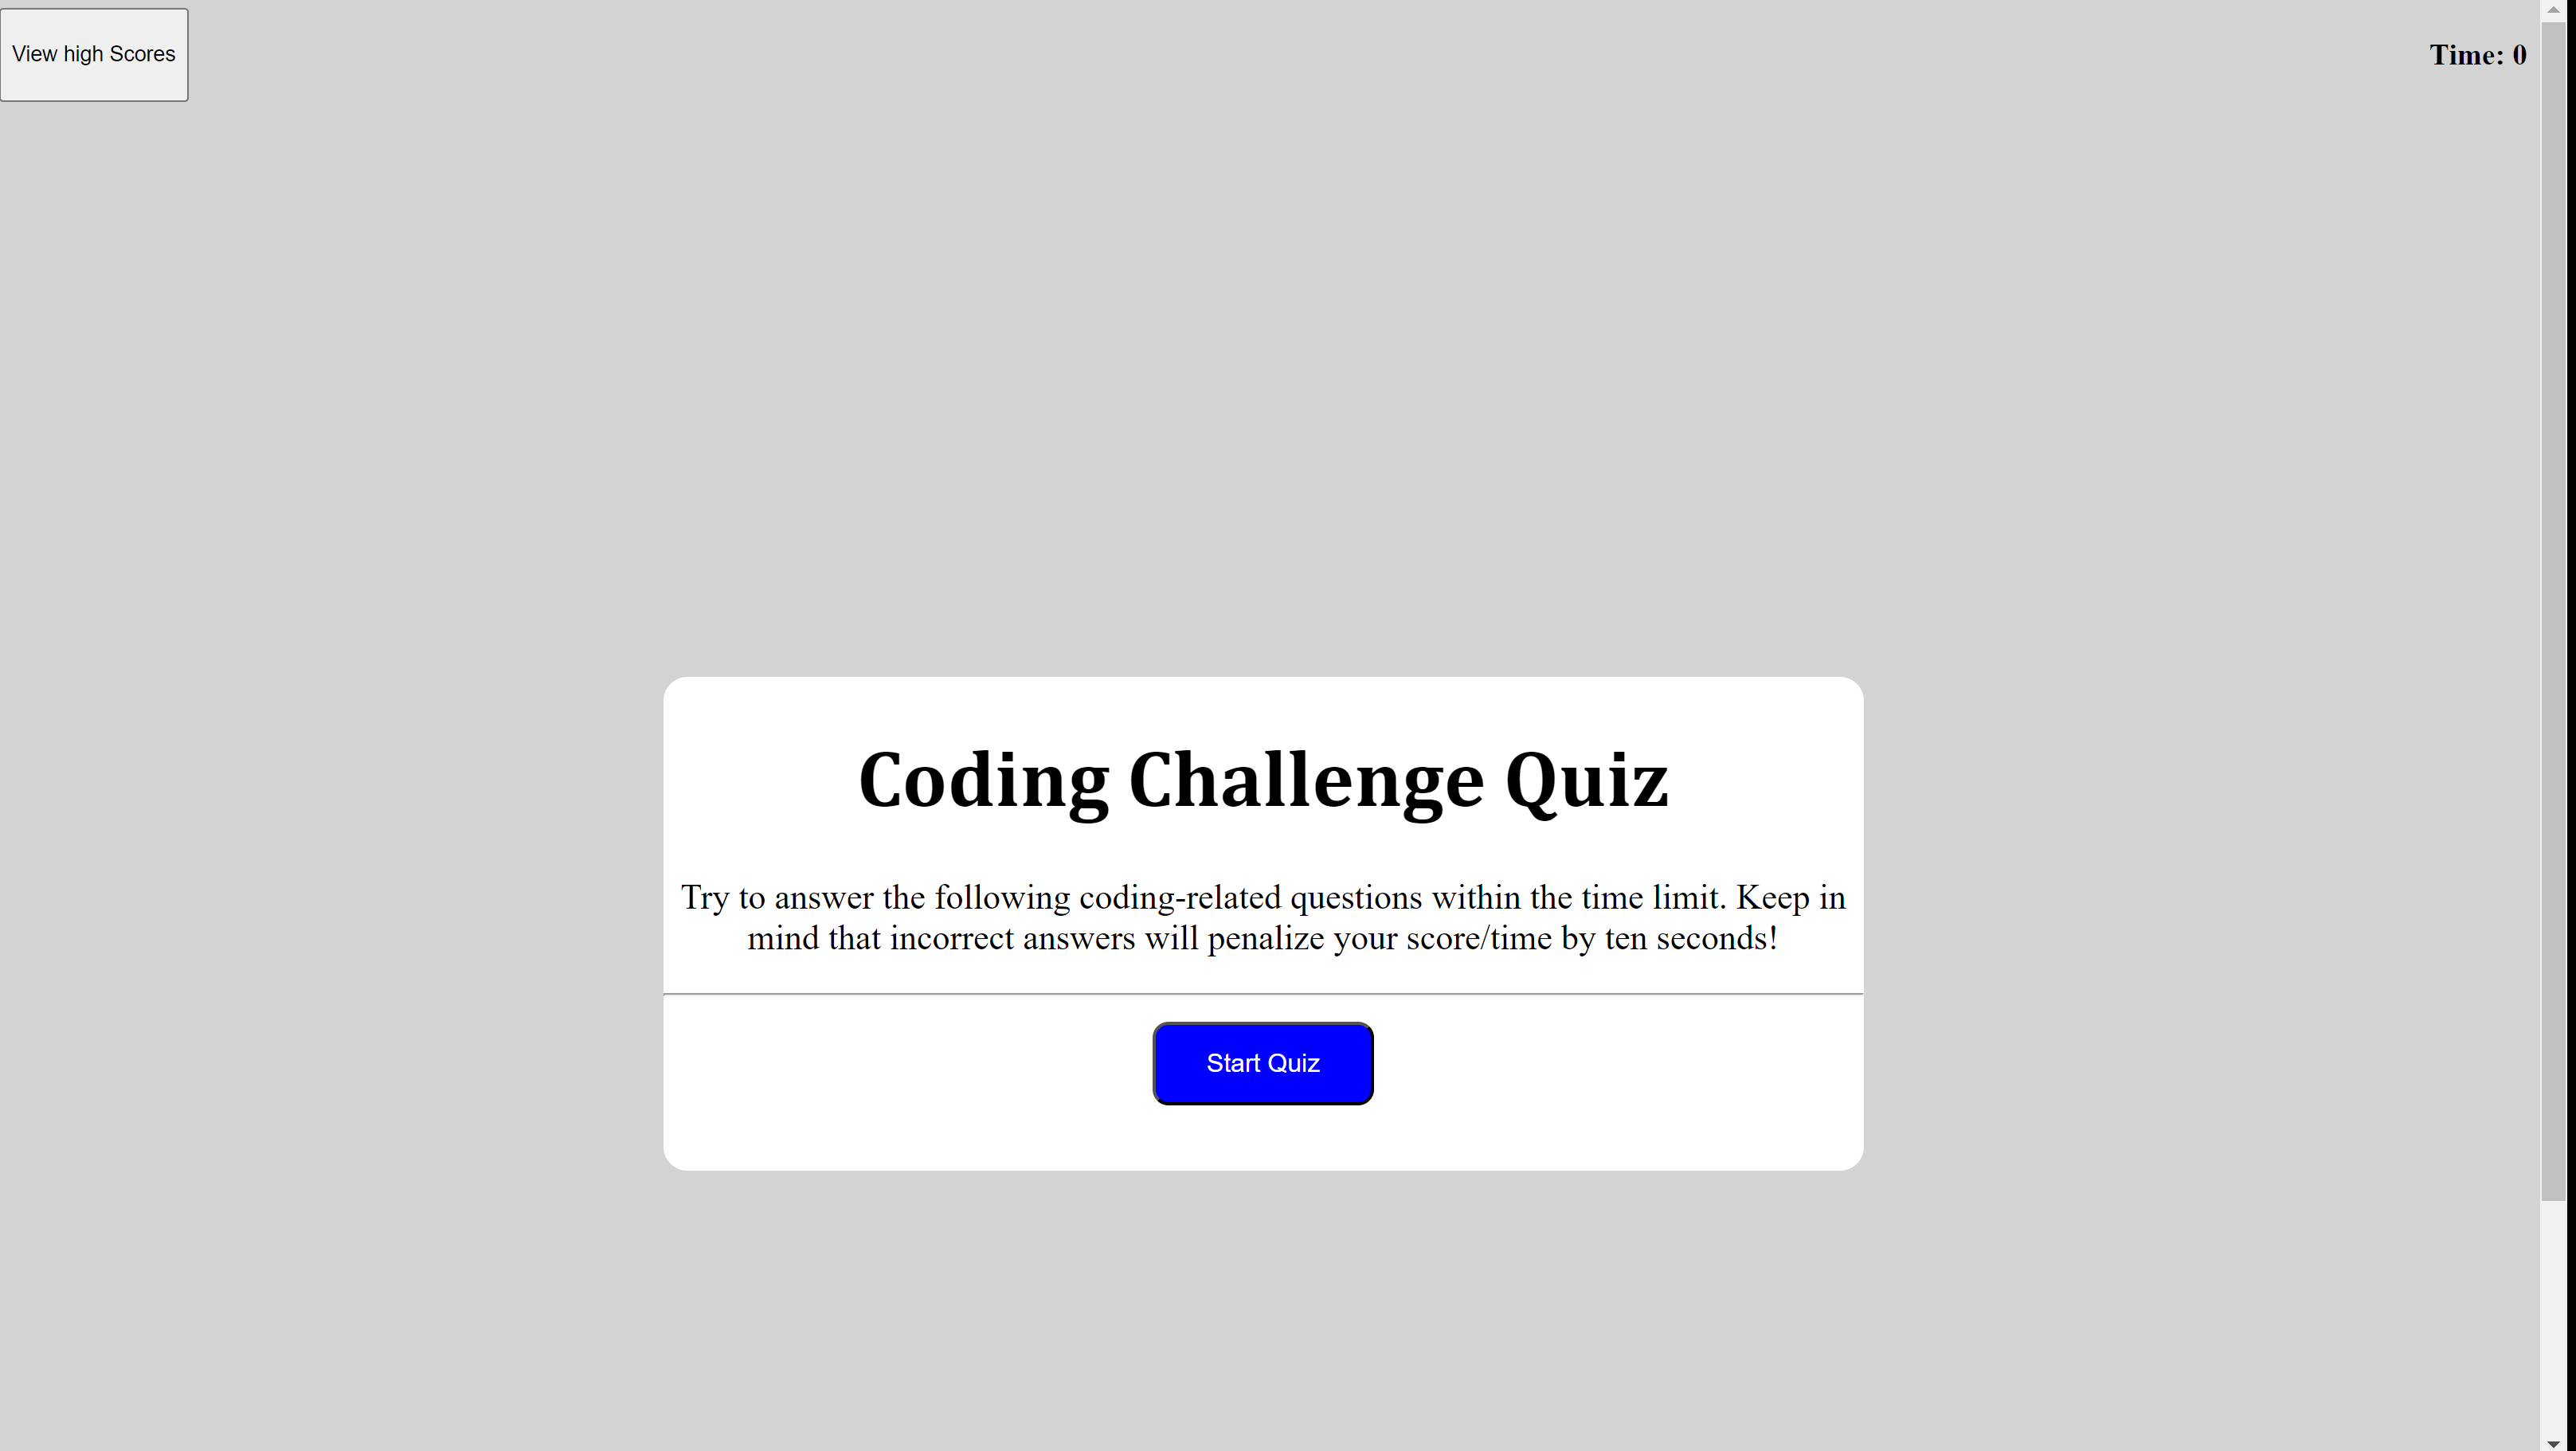 View high Scores
Time: 0
Coding Challenge Quiz
Try to answer the following coding-related questions within the time limit. Keep in
mind that incorrect answers will penalize your score/time by ten seconds!
Start Quiz